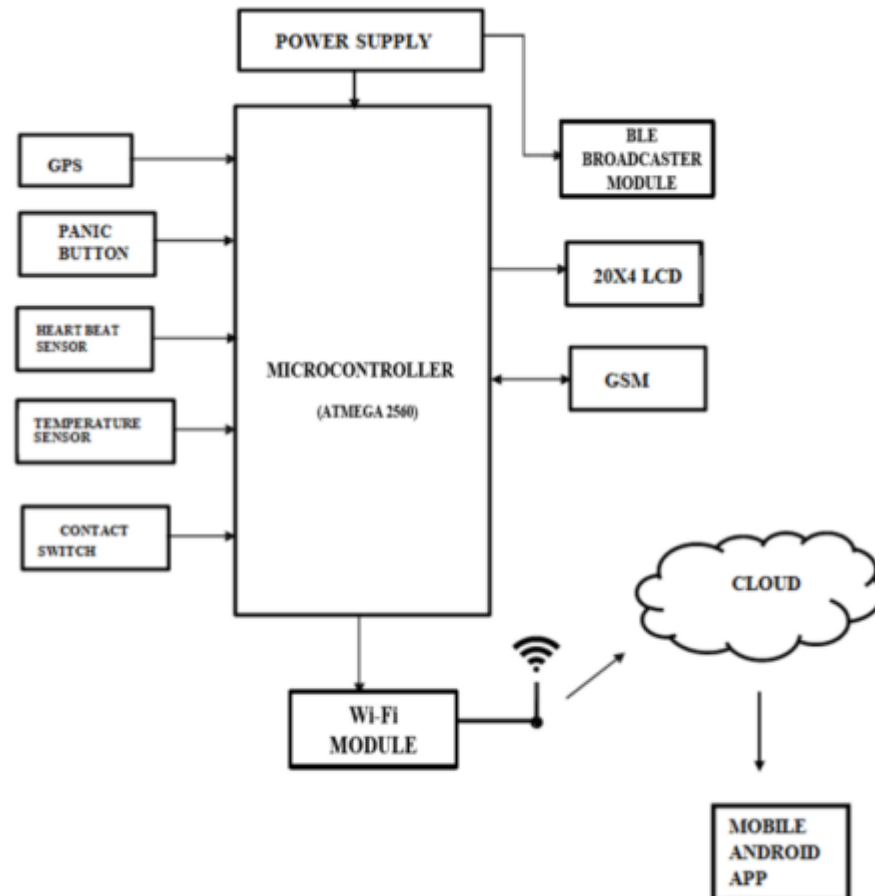 POWER SUPPLY
BLE
BROADCASTER
MODULE
GPS
PANIC
BUTTON
20X4 LCD
HEART BEAT
SENSOR
MICROCONTROLLER
(ATMEGA 2560)
GSM
TEMPERATURE
SENSOR
CONTACT
SWITCH
CLOUD
Wi-Fi
MODULE
MOBILE
ANDROID
APP